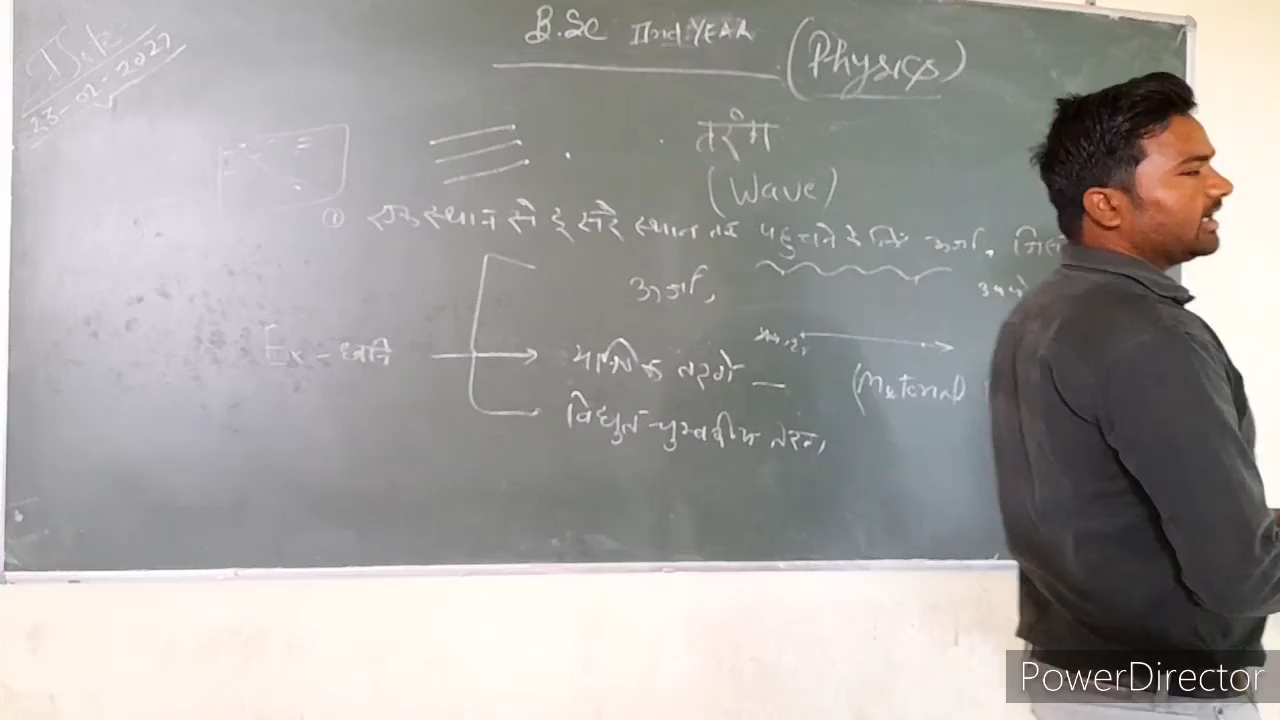 Date
23-02-2027
B.Sc IInd YEAR (Physics)
तरंग
(Wave)
① एक स्थान से दूसरे स्थान तक पहुचाने के लिए ऊर्जा,
ऊर्जा,
Ex - ध्वनि
यांत्रिक तरंगे —
(Material
विधुत-चुम्बकीय तरंग,
PowerDirector